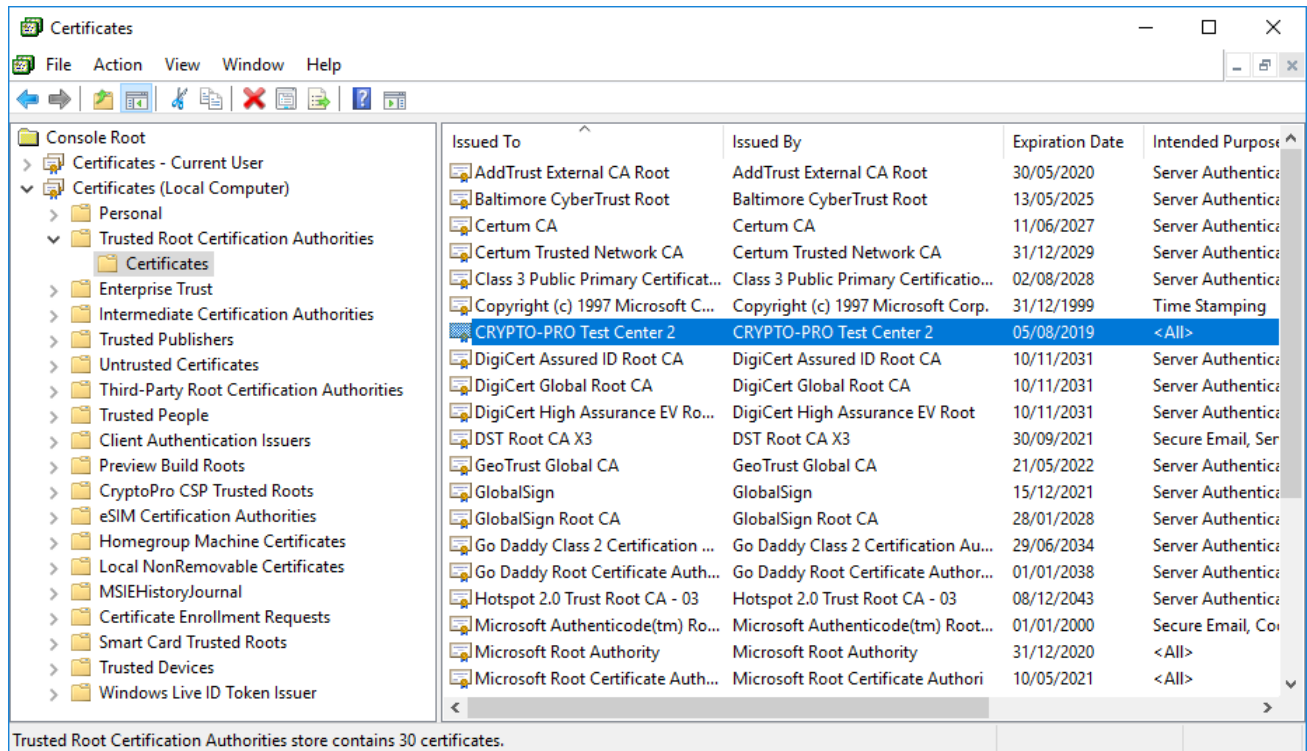 Certificates
File Action View Window Help
Console Root
Certificates - Current User
Certificates (Local Computer)
Personal
Trusted Root Certification Authorities
Certificates
Enterprise Trust
Intermediate Certification Authorities
Trusted Publishers
Untrusted Certificates
Third-Party Root Certification Authorities
Trusted People
Client Authentication Issuers
Preview Build Roots
CryptoPro CSP Trusted Roots
eSIM Certification Authorities
Homegroup Machine Certificates
Local NonRemovable Certificates
MSIEHistoryJournal
Certificate Enrollment Requests
Smart Card Trusted Roots
Trusted Devices
Windows Live ID Token Issuer
Issued To Issued By Expiration Date Intended Purpose
AddTrust External CA Root AddTrust External CA Root 30/05/2020 Server Authentica
Baltimore CyberTrust Root Baltimore CyberTrust Root 13/05/2025 Server Authentica
Certum CA Certum CA 11/06/2027 Server Authentica
Certum Trusted Network CA Certum Trusted Network CA 31/12/2029 Server Authentica
Class 3 Public Primary Certificat... Class 3 Public Primary Certificatio... 02/08/2028 Server Authentica
Copyright (c) 1997 Microsoft C... Copyright (c) 1997 Microsoft Corp. 31/12/1999 Time Stamping
CRYPTO-PRO Test Center 2 CRYPTO-PRO Test Center 2 05/08/2019 <All>
DigiCert Assured ID Root CA DigiCert Assured ID Root CA 10/11/2031 Server Authentica
DigiCert Global Root CA DigiCert Global Root CA 10/11/2031 Server Authentica
DigiCert High Assurance EV Ro... DigiCert High Assurance EV Root 10/11/2031 Server Authentica
DST Root CA X3 DST Root CA X3 30/09/2021 Secure Email, Ser
GeoTrust Global CA GeoTrust Global CA 21/05/2022 Server Authentica
GlobalSign GlobalSign 15/12/2021 Server Authentica
GlobalSign Root CA GlobalSign Root CA 28/01/2028 Server Authentica
Go Daddy Class 2 Certification ... Go Daddy Class 2 Certification Au... 29/06/2034 Server Authentica
Go Daddy Root Certificate Auth... Go Daddy Root Certificate Author... 01/01/2038 Server Authentica
Hotspot 2.0 Trust Root CA - 03 Hotspot 2.0 Trust Root CA - 03 08/12/2043 Server Authentica
Microsoft Authenticode(tm) Ro... Microsoft Authenticode(tm) Root... 01/01/2000 Secure Email, Co
Microsoft Root Authority Microsoft Root Authority 31/12/2020 <All>
Microsoft Root Certificate Auth... Microsoft Root Certificate Authori 10/05/2021 <All>
Trusted Root Certification Authorities store contains 30 certificates.